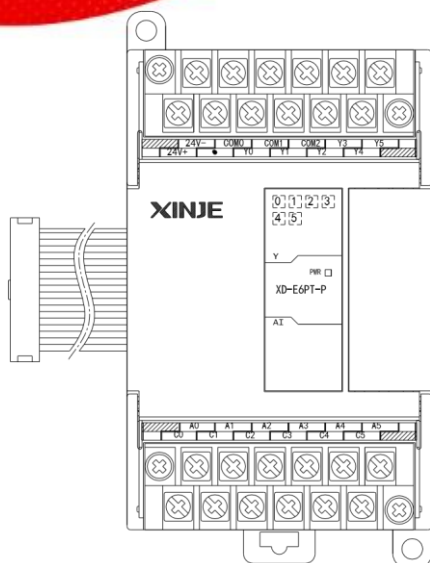 24V- COM0 COM1 COM2 Y3 Y5
24V+ • Y0 Y1 Y2 Y4
XINJE
0 1 2 3
4 5
Y
PWR
XD-E6PT-P
AI
A0 A1 A2 A3 A4 A5
C0 C1 C2 C3 C4 C5